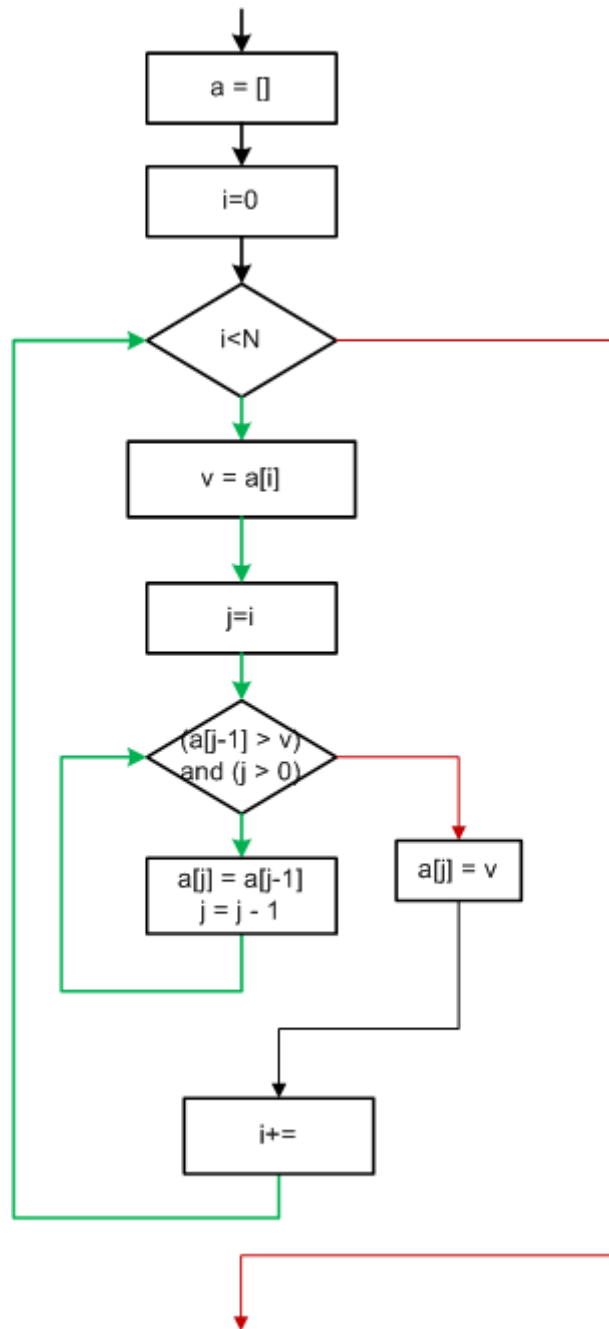 a = []
i=0
i<N
v = a[i]
j=i
(a[j-1] > v)
and (j > 0)
a[j] = a[j-1]
j = j - 1
a[j] = v
i+=